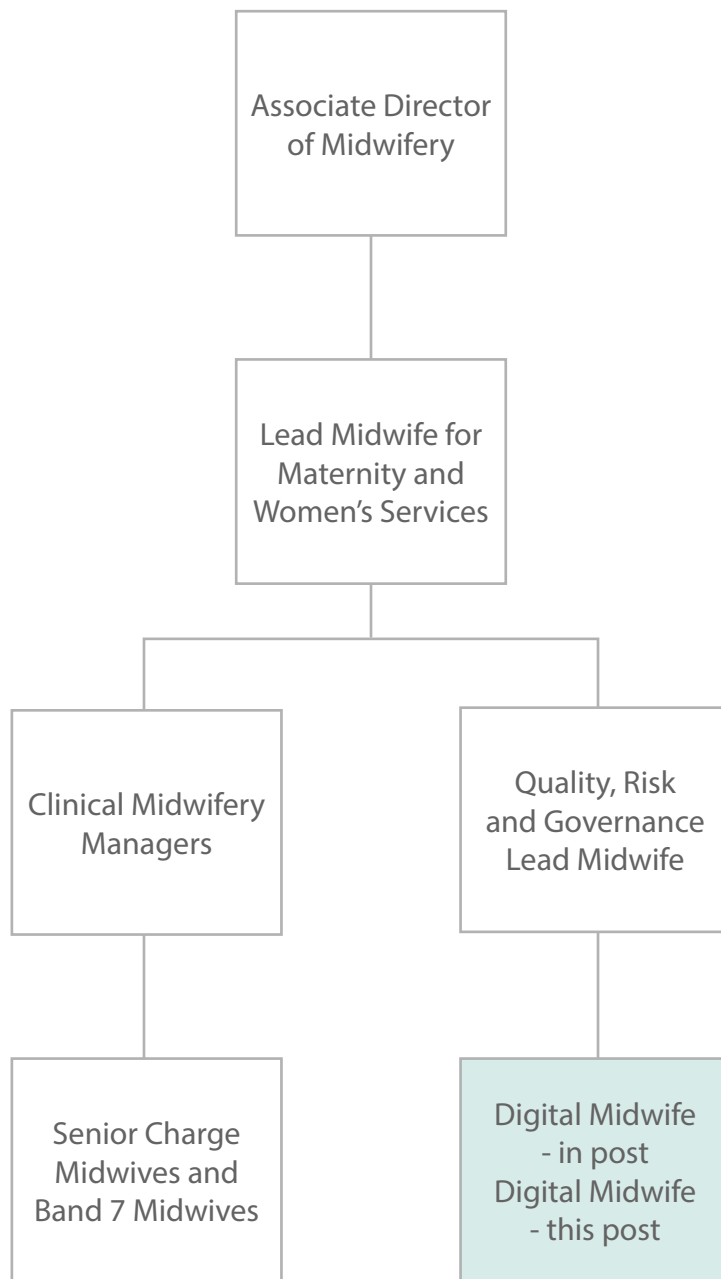 Associate Director
of Midwifery
Lead Midwife for
Maternity and
Women’s Services
Clinical Midwifery
Managers
Quality, Risk
and Governance
Lead Midwife
Senior Charge
Midwives and
Band 7 Midwives
Digital Midwife
- in post
Digital Midwife
- this post